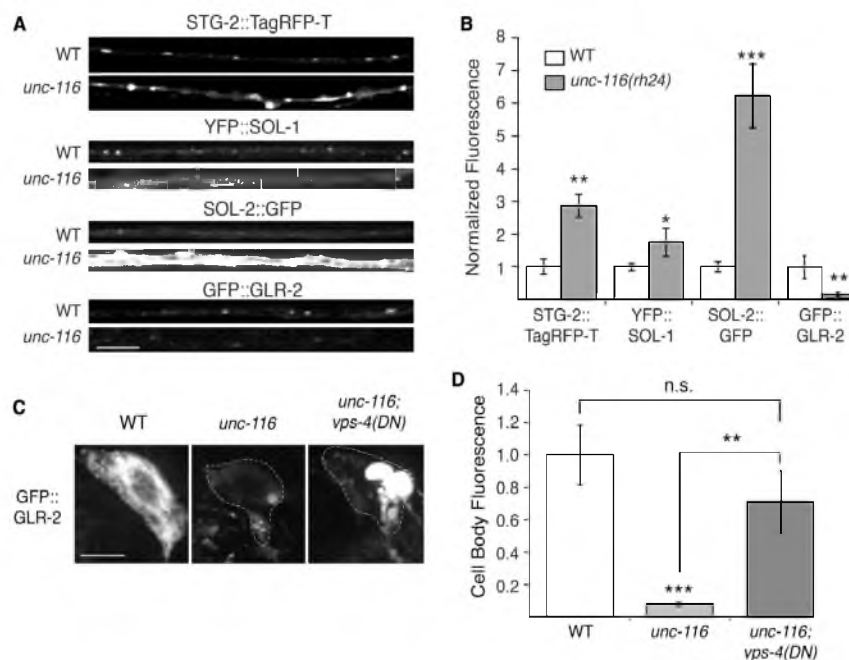 A
STG-2::TagRFP-T
WT
unc-116
YFP::SOL-1
WT
unc-116
SOL-2::GFP
WT
unc-116
GFP::GLR-2
WT
unc-116
B
Normalized Fluorescence
8
7
6
5
4
3
2
1
WT
unc-116(rh24)
**
*
***
**
STG-2::
TagRFP-T
YFP::
SOL-1
SOL-2::
GFP
GFP::
GLR-2
C
WT
unc-116
unc-116;
vps-4(DN)
GFP::
GLR-2
D
Cell Body Fluorescence
1.4
1.2
1.0
0.8
0.6
0.4
0.2
n.s.
**
***
WT
unc-116
unc-116;
vps-4(DN)